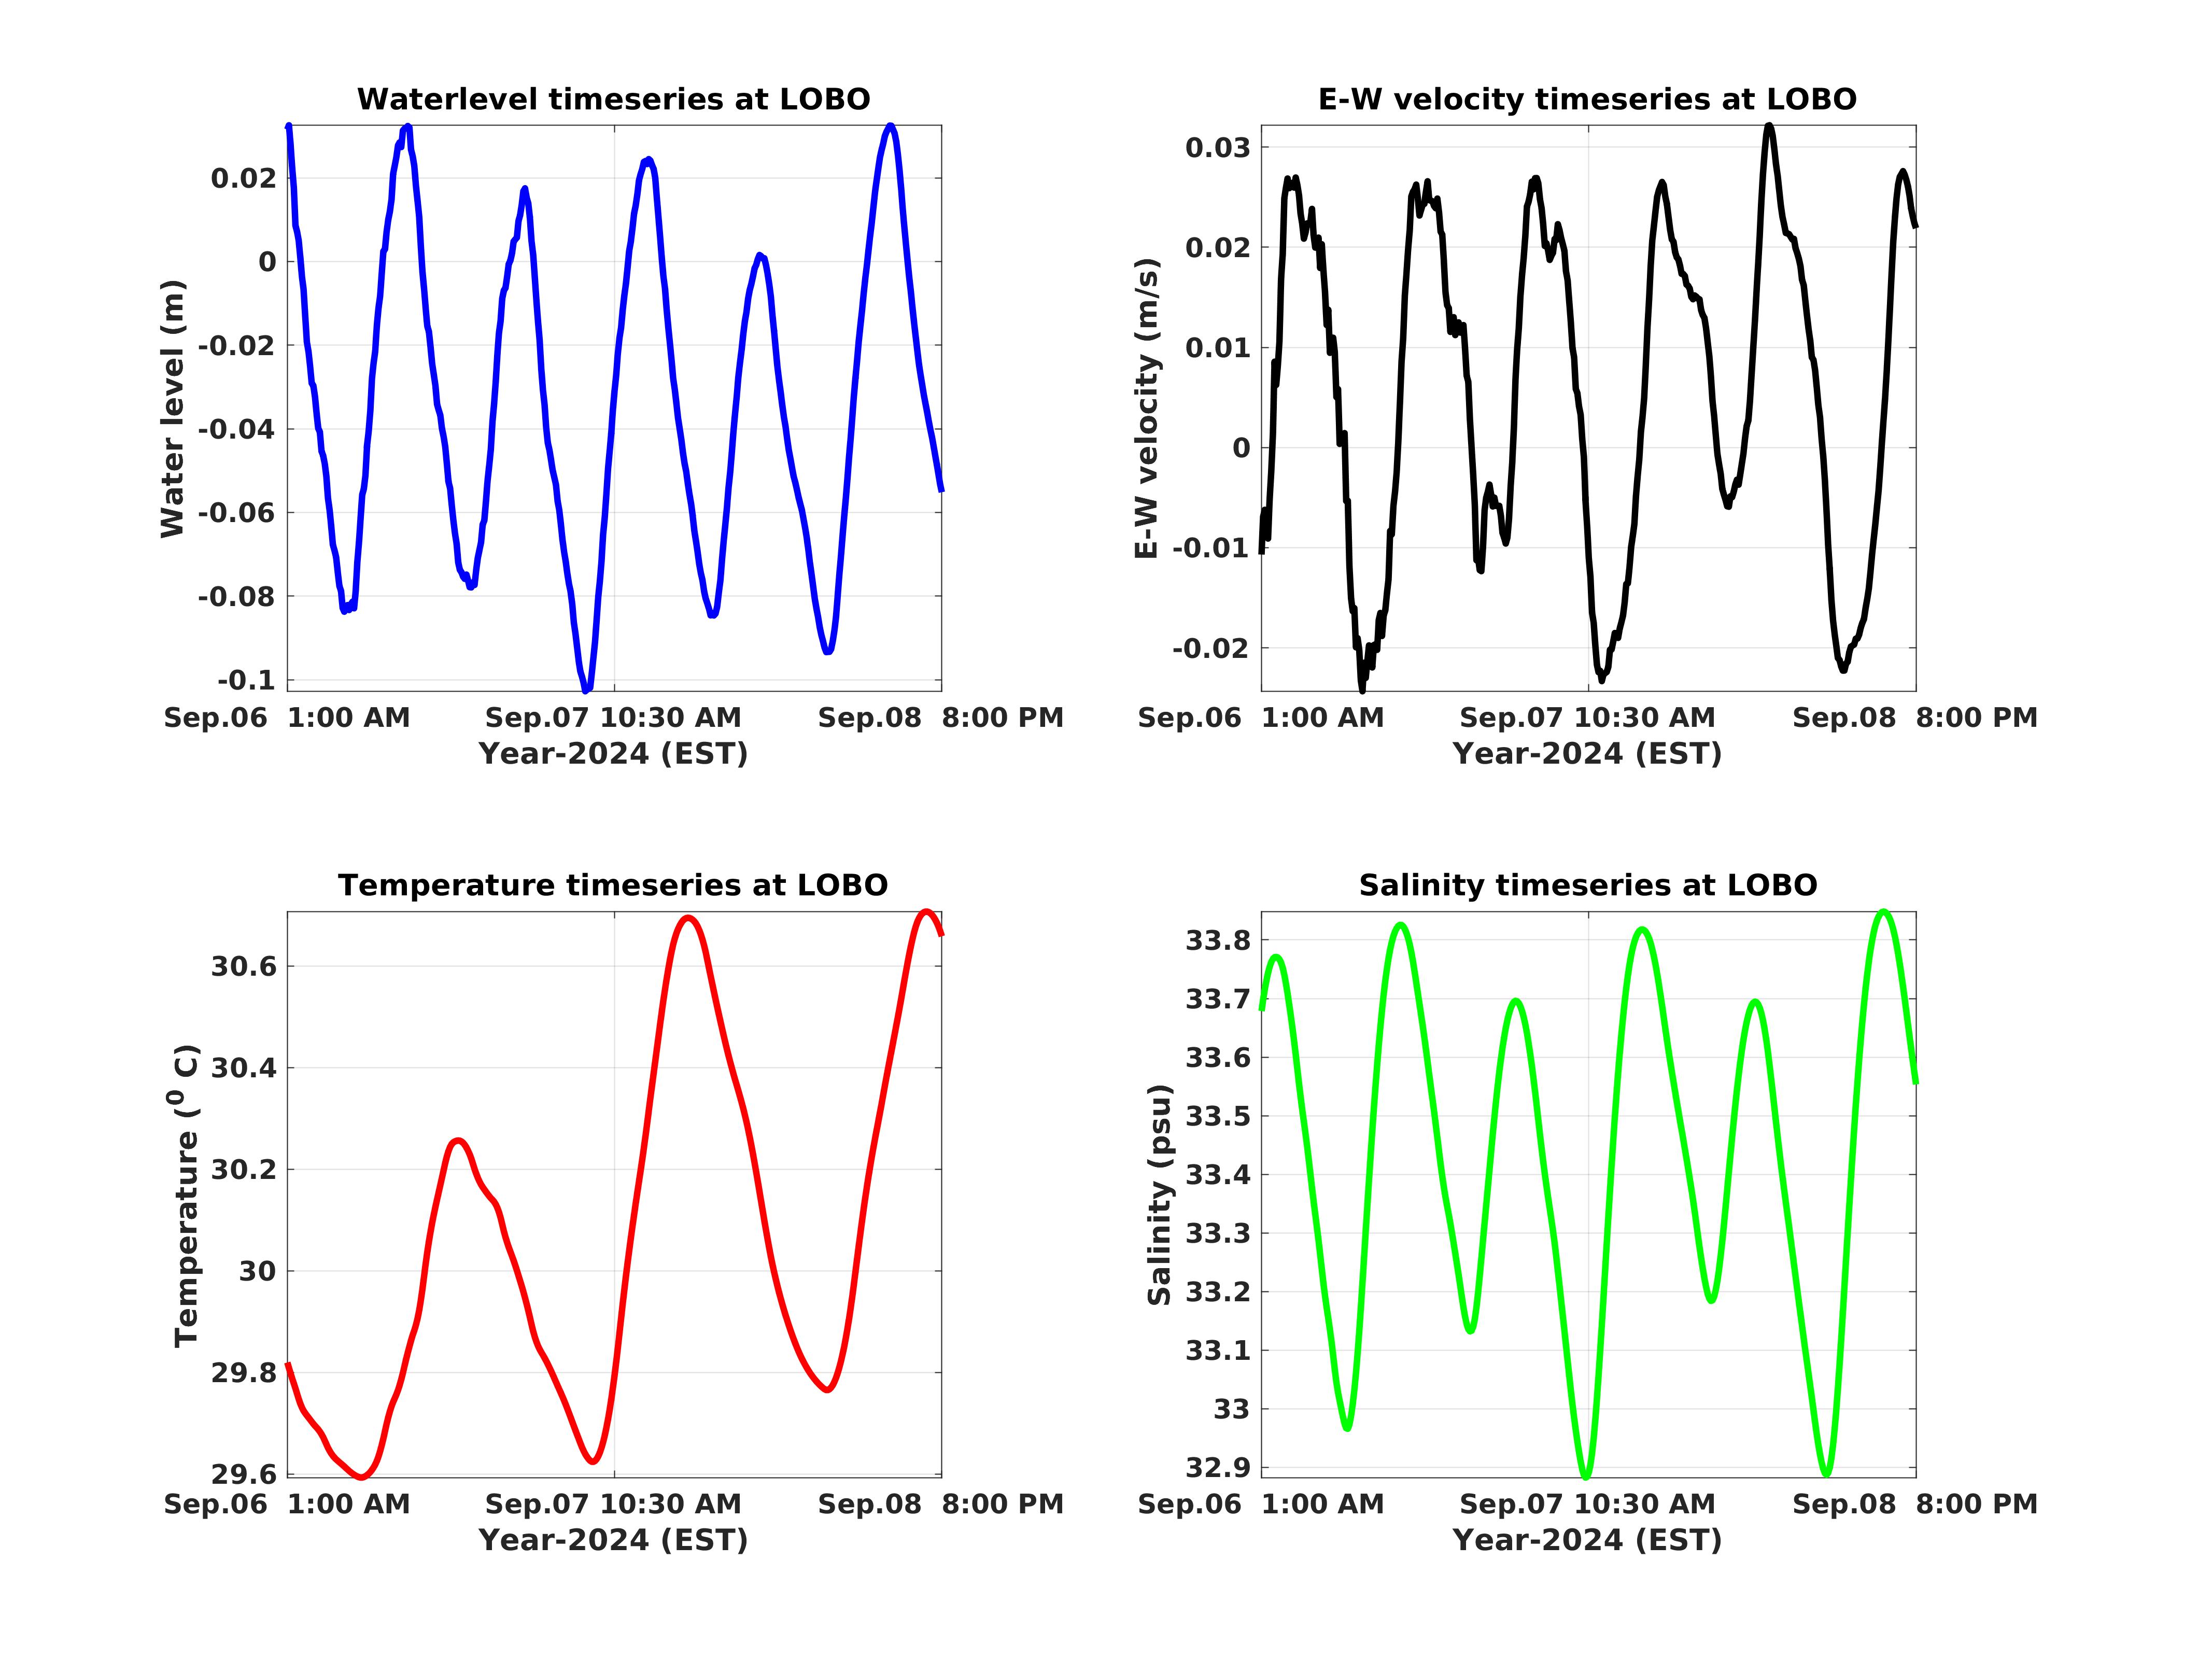 Waterlevel timeseries at LOBO
Water level (m)
0.02
0
-0.02
-0.04
-0.06
-0.08
-0.1
Sep.06 1:00 AM
Sep.07 10:30 AM
Sep.08 8:00 PM
Year-2024 (EST)
E-W velocity timeseries at LOBO
E-W velocity (m/s)
0.03
0.02
0.01
0
-0.01
-0.02
Sep.06 1:00 AM
Sep.07 10:30 AM
Sep.08 8:00 PM
Year-2024 (EST)
Temperature timeseries at LOBO
Temperature (⁰ C)
30.6
30.4
30.2
30
29.8
29.6
Sep.06 1:00 AM
Sep.07 10:30 AM
Sep.08 8:00 PM
Year-2024 (EST)
Salinity timeseries at LOBO
Salinity (psu)
33.8
33.7
33.6
33.5
33.4
33.3
33.2
33.1
33
32.9
Sep.06 1:00 AM
Sep.07 10:30 AM
Sep.08 8:00 PM
Year-2024 (EST)